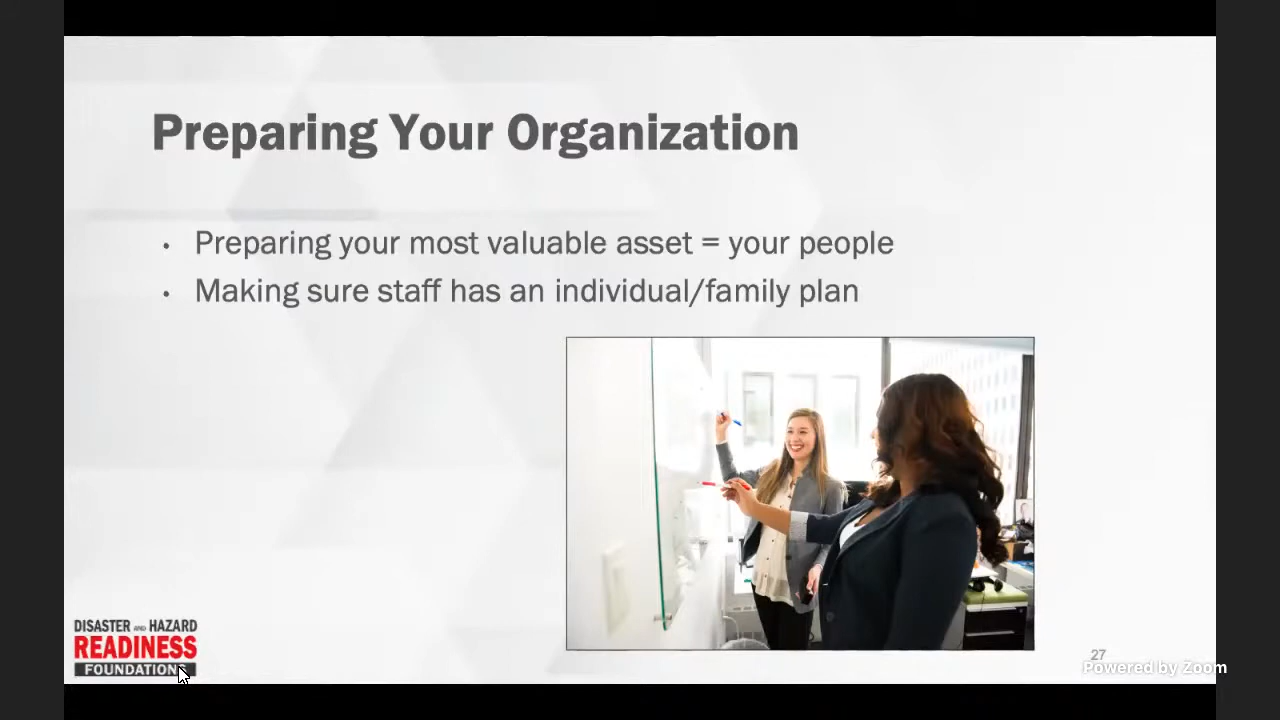 Preparing Your Organization
• Preparing your most valuable asset = your people
• Making sure staff has an individual/family plan
DISASTER AND HAZARD
READINESS
FOUNDATIONS
27
Powered by Zoom